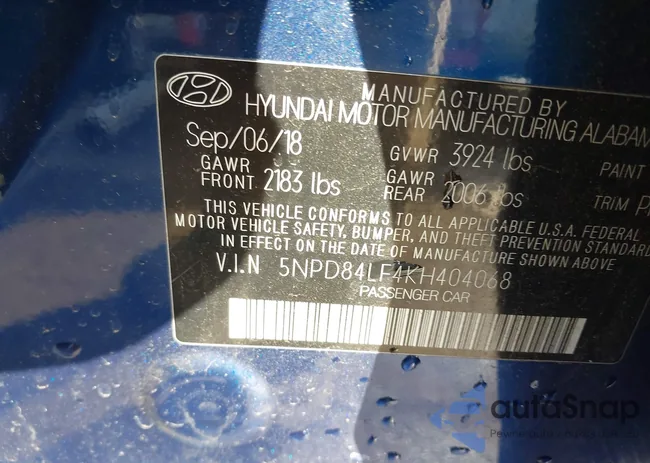 MANUFACTURED BY
HYUNDAI MOTOR MANUFACTURING ALABAM
Sep/06/18 GVWR 3924 lbs PAINT
GAWR FRONT 2183 lbs GAWR REAR 2006 lbs TRIM
THIS VEHICLE CONFORMS TO ALL APPLICABLE U.S.A. FEDERAL
MOTOR VEHICLE SAFETY, BUMPER, AND THEFT PREVENTION STANDARD
IN EFFECT ON THE DATE OF MANUFACTURE SHOWN ABOVE
V.I.N 5NPD84LF4KH404068
PASSENGER CAR
autoSnap